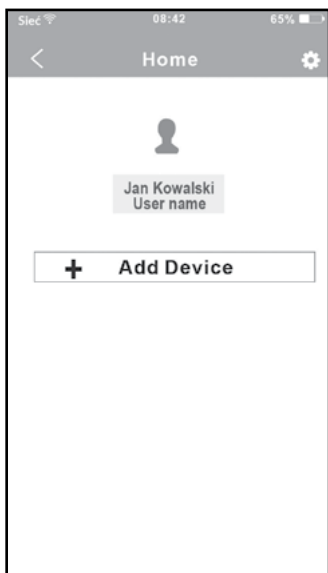 Sieć 08:42 65%
Home
Jan Kowalski
User name
+ Add Device